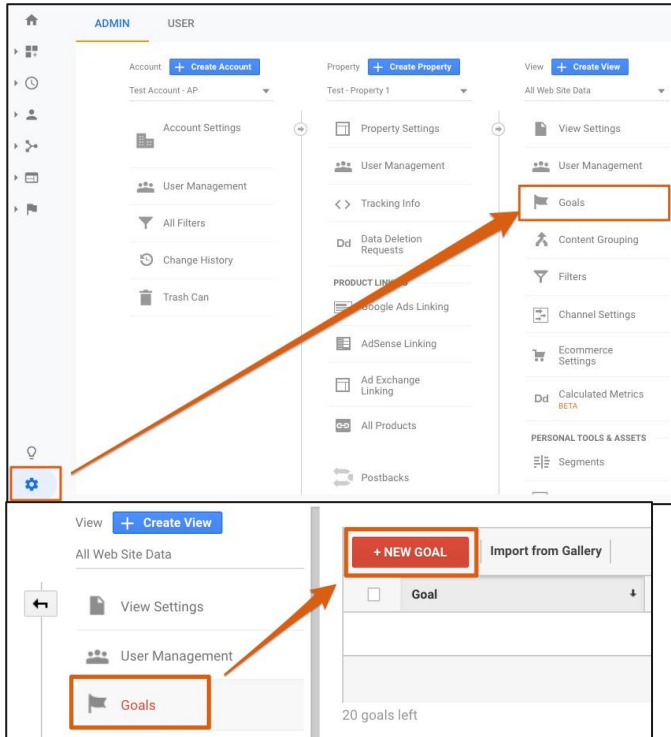 ADMIN USER
Account + Create Account
Test Account - AP
Account Settings
User Management
All Filters
Change History
Trash Can
Property + Create Property
Test - Property 1
Property Settings
User Management
<> Tracking Info
Dd Data Deletion
Requests
PRODUCT LINKING
Google Ads Linking
AdSense Linking
Ad Exchange
Linking
All Products
Postbacks
View + Create View
All Web Site Data
View Settings
User Management
Goals
Content Grouping
Filters
Channel Settings
Ecommerce
Settings
Dd Calculated Metrics
BETA
PERSONAL TOOLS & ASSETS
Segments
View + Create View
All Web Site Data
View Settings
User Management
Goals
+ NEW GOAL Import from Gallery
Goal
20 goals left